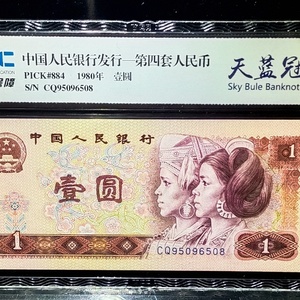 中国人民银行发行—第四套人民币
PICK#884 1980年 壹圆
S/N CQ95096508
天蓝冠
Sky Bule Banknot
中国人民银行
壹圆
CQ95096508
1
1